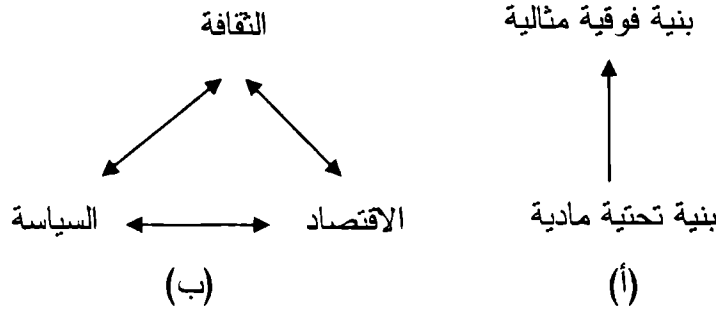 بنية فوقية مثالية
بنية تحتية مادية
(أ)
الثقافة
الاقتصاد
السياسة
(ب)